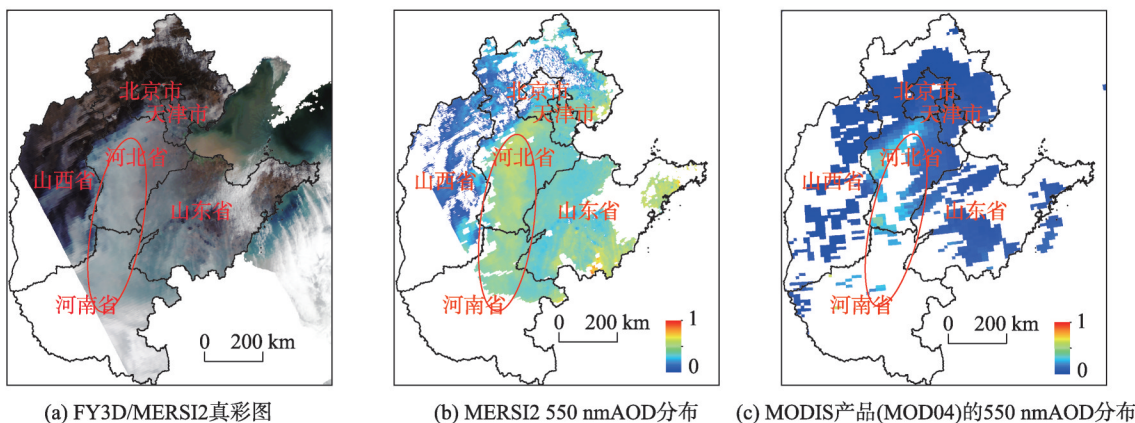 北京市
天津市
河北省
山西省
山东省
河南省
0 200 km
(a) FY3D/MERSI2真彩图
北京市
天津市
河北省
山西省
山东省
河南省
0 200 km
1
0
(b) MERSI2 550 nmAOD分布
北京市
天津市
河北省
山西省
山东省
河南省
0 200 km
1
0
(c) MODIS产品(MOD04)的550 nmAOD分布